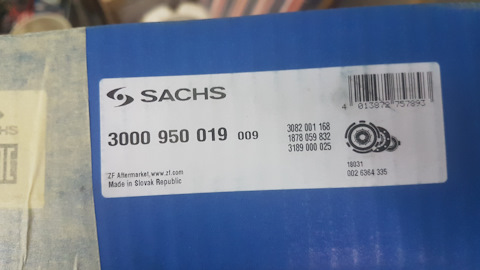 SACHS
3000 950 019 009
3082 001 168
1878 059 832
3189 000 025
4 013872 757893
ZF Aftermarket, www.zf.com
Made in Slovak Republic
18031
002 6364 335
CHS